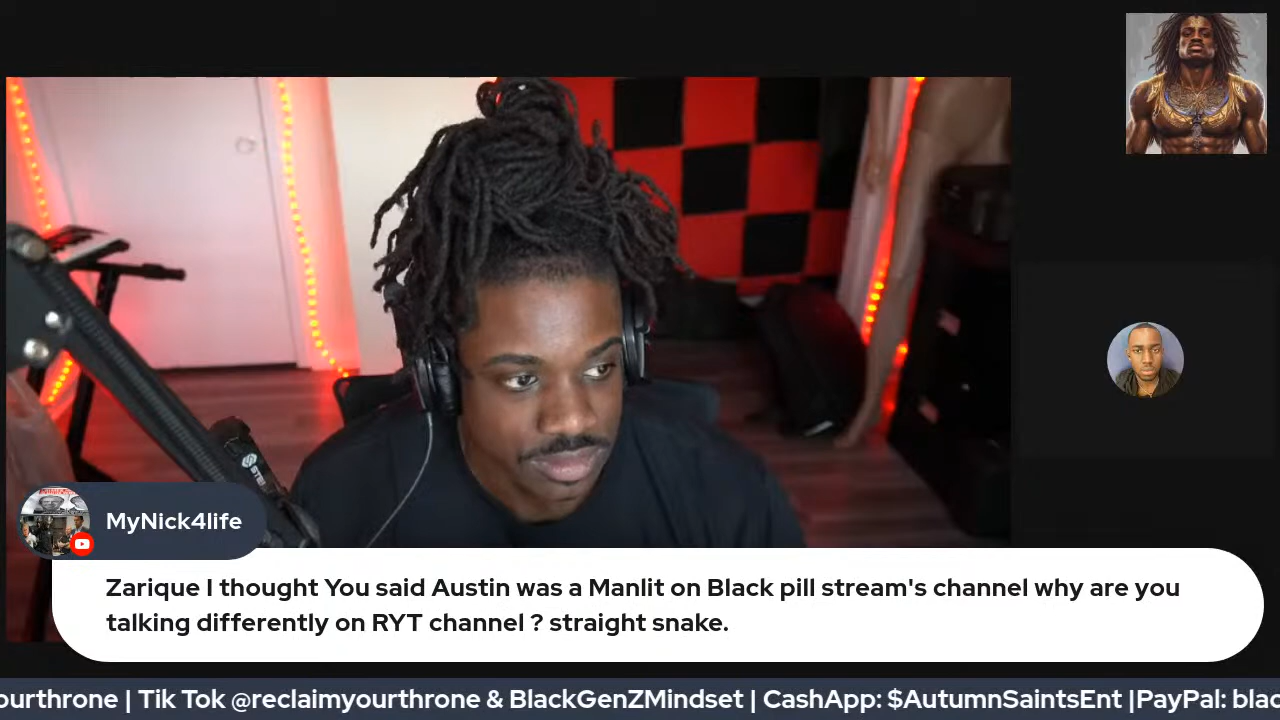 MyNick4life
Zarique I thought You said Austin was a Manlit on Black pill stream's channel why are you
talking differently on RYT channel ? straight snake.
ourthrone | Tik Tok @reclaimyourthrone & BlackGenZMindset | CashApp: $AutumnSaintsEnt |PayPal: blac